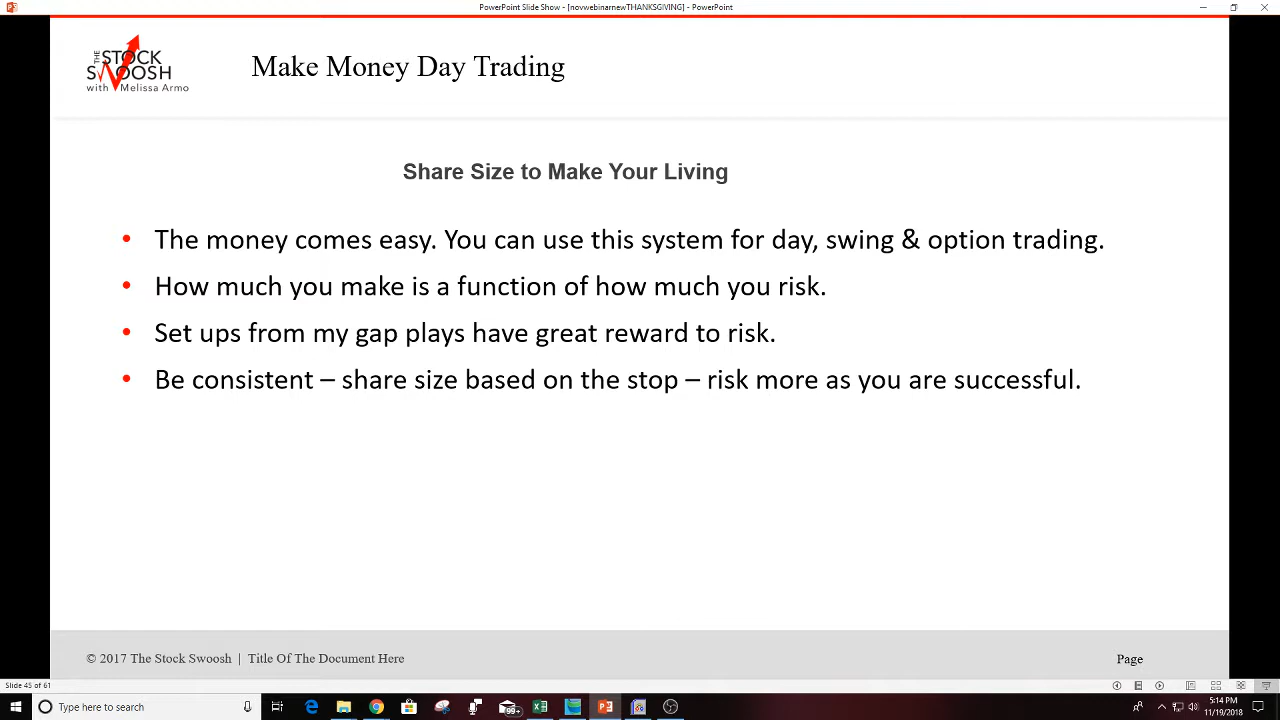 PowerPoint Slide Show - [novwebinarnewTHANKSGIVING] - PowerPoint
THE STOCK
SWOOSH
with Melissa Armo
Make Money Day Trading
Share Size to Make Your Living
• The money comes easy. You can use this system for day, swing & option trading.
• How much you make is a function of how much you risk.
• Set ups from my gap plays have great reward to risk.
• Be consistent – share size based on the stop – risk more as you are successful.
© 2017 The Stock Swoosh | Title Of The Document Here
Page
Slide 45 of 61
Type here to search
99+
5:14 PM
11/19/2018